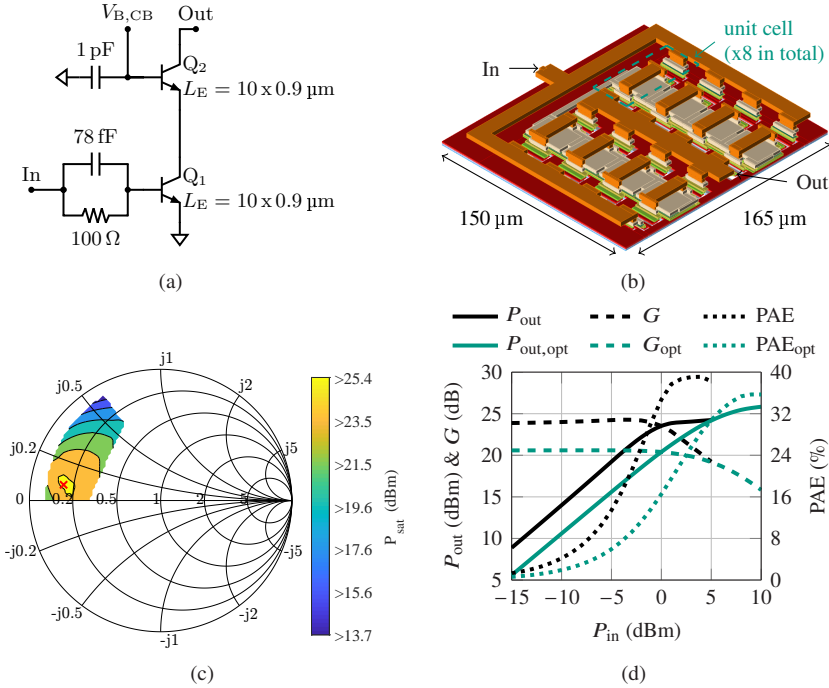 V_B,CB
Out
1 pF
Q2
L_E = 10 x 0.9 µm
78 fF
In
Q1
L_E = 10 x 0.9 µm
100 Ω
(a)
unit cell
(x8 in total)
In
Out
150 µm
165 µm
(b)
j1
j0.5
j2
j0.2
j5
0
0.2
0.5
1
2
5
-j0.2
-j5
-j0.5
-j2
-j1
>25.4
>23.5
>21.5
>19.6
>17.6
>15.6
>13.7
P_sat (dBm)
(c)
P_out
G
PAE
P_out,opt
G_opt
PAE_opt
30
25
20
15
10
5
P_out (dBm) & G (dB)
40
32
24
16
8
0
PAE (%)
−15
−10
−5
0
5
10
P_in (dBm)
(d)